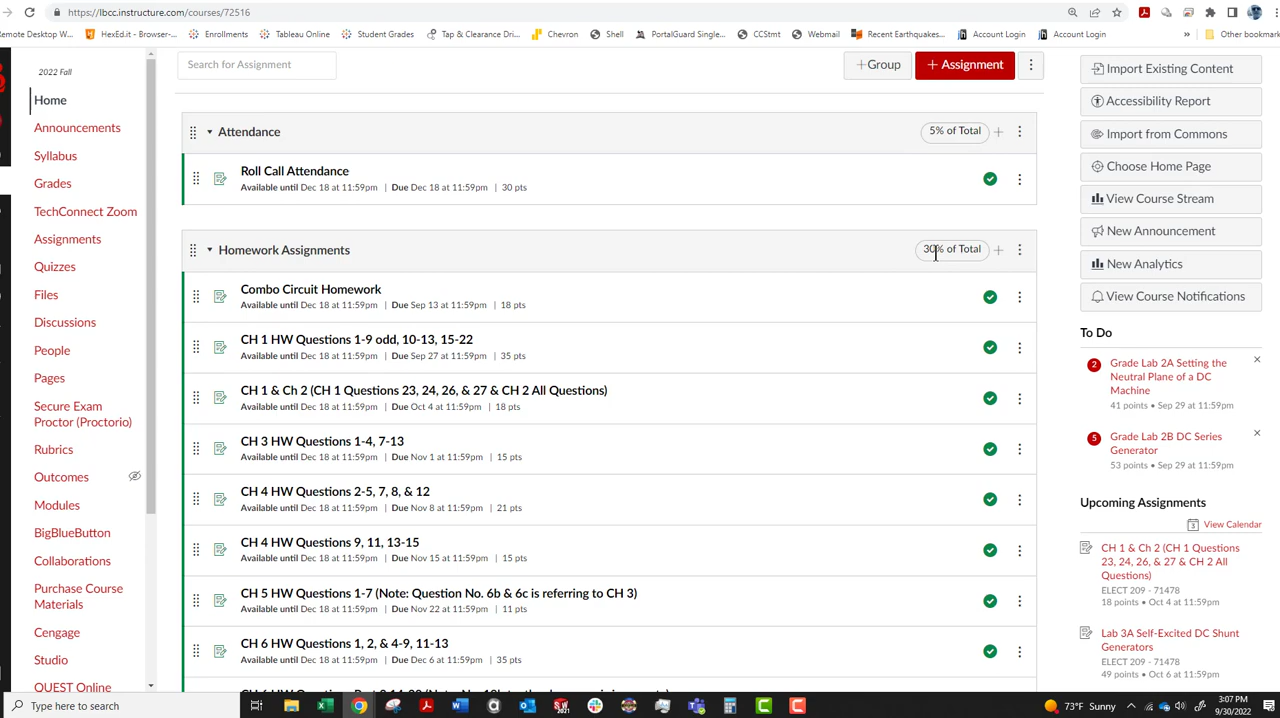 https://lbcc.instructure.com/courses/72516
emote Desktop W...
HexEd.it - Browser-...
Enrollments
Tableau Online
Student Grades
Tap & Clearance Dri...
Chevron
Shell
PortalGuard Single...
CCStmt
Webmail
Recent Earthquakes...
Account Login
Account Login
»
Other bookmark
2022 Fall
Home
Announcements
Syllabus
Grades
TechConnect Zoom
Assignments
Quizzes
Files
Discussions
People
Pages
Secure Exam
Proctor (Proctorio)
Rubrics
Outcomes
Modules
BigBlueButton
Collaborations
Purchase Course
Materials
Cengage
Studio
QUEST Online
Search for Assignment
+Group
+ Assignment
Attendance
5% of Total
Roll Call Attendance
Available until Dec 18 at 11:59pm | Due Dec 18 at 11:59pm | 30 pts
Homework Assignments
30% of Total
Combo Circuit Homework
Available until Dec 18 at 11:59pm | Due Sep 13 at 11:59pm | 18 pts
CH 1 HW Questions 1-9 odd, 10-13, 15-22
Available until Dec 18 at 11:59pm | Due Sep 27 at 11:59pm | 35 pts
CH 1 & Ch 2 (CH 1 Questions 23, 24, 26, & 27 & CH 2 All Questions)
Available until Dec 18 at 11:59pm | Due Oct 4 at 11:59pm | 18 pts
CH 3 HW Questions 1-4, 7-13
Available until Dec 18 at 11:59pm | Due Nov 1 at 11:59pm | 15 pts
CH 4 HW Questions 2-5, 7, 8, & 12
Available until Dec 18 at 11:59pm | Due Nov 8 at 11:59pm | 21 pts
CH 4 HW Questions 9, 11, 13-15
Available until Dec 18 at 11:59pm | Due Nov 15 at 11:59pm | 15 pts
CH 5 HW Questions 1-7 (Note: Question No. 6b & 6c is referring to CH 3)
Available until Dec 18 at 11:59pm | Due Nov 22 at 11:59pm | 11 pts
CH 6 HW Questions 1, 2, & 4-9, 11-13
Available until Dec 18 at 11:59pm | Due Dec 6 at 11:59pm | 35 pts
Import Existing Content
Accessibility Report
Import from Commons
Choose Home Page
View Course Stream
New Announcement
New Analytics
View Course Notifications
To Do
2
Grade Lab 2A Setting the
Neutral Plane of a DC
Machine
41 points • Sep 29 at 11:59pm
5
Grade Lab 2B DC Series
Generator
53 points • Sep 29 at 11:59pm
Upcoming Assignments
View Calendar
CH 1 & Ch 2 (CH 1 Questions
23, 24, 26, & 27 & CH 2 All
Questions)
ELECT 209 - 71478
18 points • Oct 4 at 11:59pm
Lab 3A Self-Excited DC Shunt
Generators
ELECT 209 - 71478
49 points • Oct 6 at 11:59pm
Type here to search
73°F Sunny
3:07 PM
9/30/2022